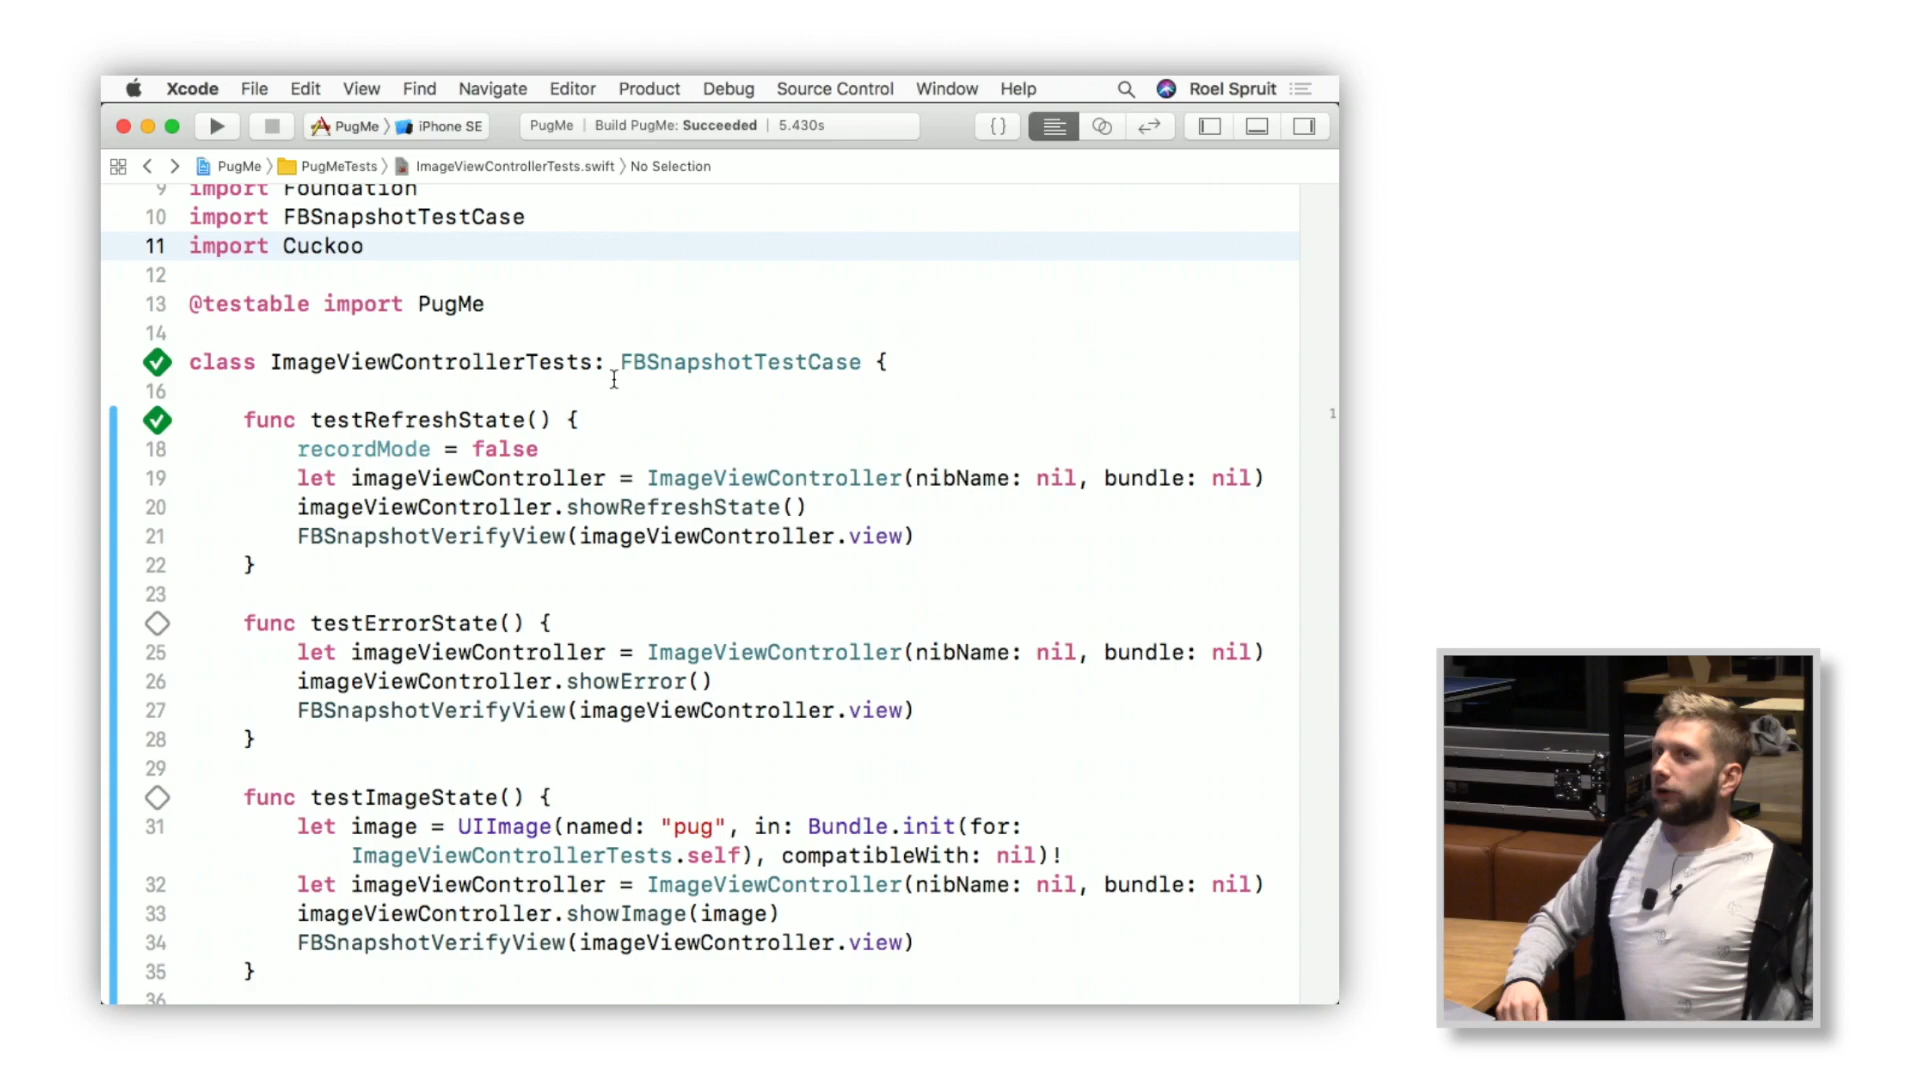 Xcode File Edit View Find Navigate Editor Product Debug Source Control Window Help Roel Spruit
PugMe iPhone SE PugMe | Build PugMe: Succeeded | 5.430s {}
PugMe PugMeTests ImageViewControllerTests.swift No Selection
9 import Foundation
10 import FBSnapshotTestCase
11 import Cuckoo
12
13 @testable import PugMe
14
class ImageViewControllerTests: FBSnapshotTestCase {
16
func testRefreshState() {
1
18 recordMode = false
19 let imageViewController = ImageViewController(nibName: nil, bundle: nil)
20 imageViewController.showRefreshState()
21 FBSnapshotVerifyView(imageViewController.view)
22 }
23
func testErrorState() {
25 let imageViewController = ImageViewController(nibName: nil, bundle: nil)
26 imageViewController.showError()
27 FBSnapshotVerifyView(imageViewController.view)
28 }
29
func testImageState() {
31 let image = UIImage(named: "pug", in: Bundle.init(for:
ImageViewControllerTests.self), compatibleWith: nil)!
32 let imageViewController = ImageViewController(nibName: nil, bundle: nil)
33 imageViewController.showImage(image)
34 FBSnapshotVerifyView(imageViewController.view)
35 }
36